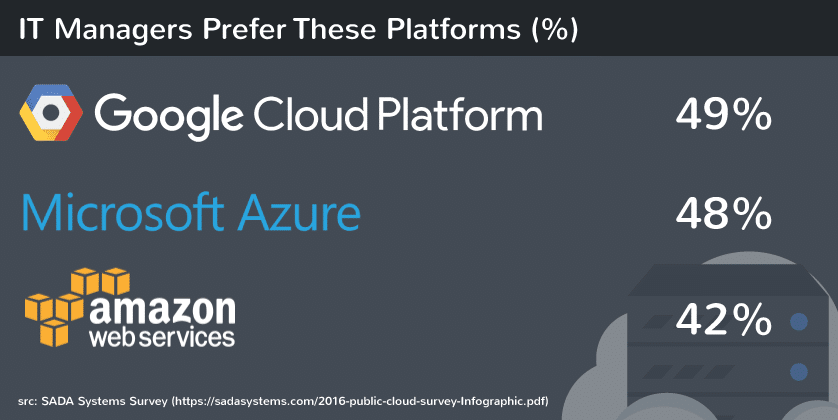 IT Managers Prefer These Platforms (%)
Google Cloud Platform 49%
Microsoft Azure 48%
amazon
web services 42%
src: SADA Systems Survey (https://sadasystems.com/2016-public-cloud-survey-Infographic.pdf)